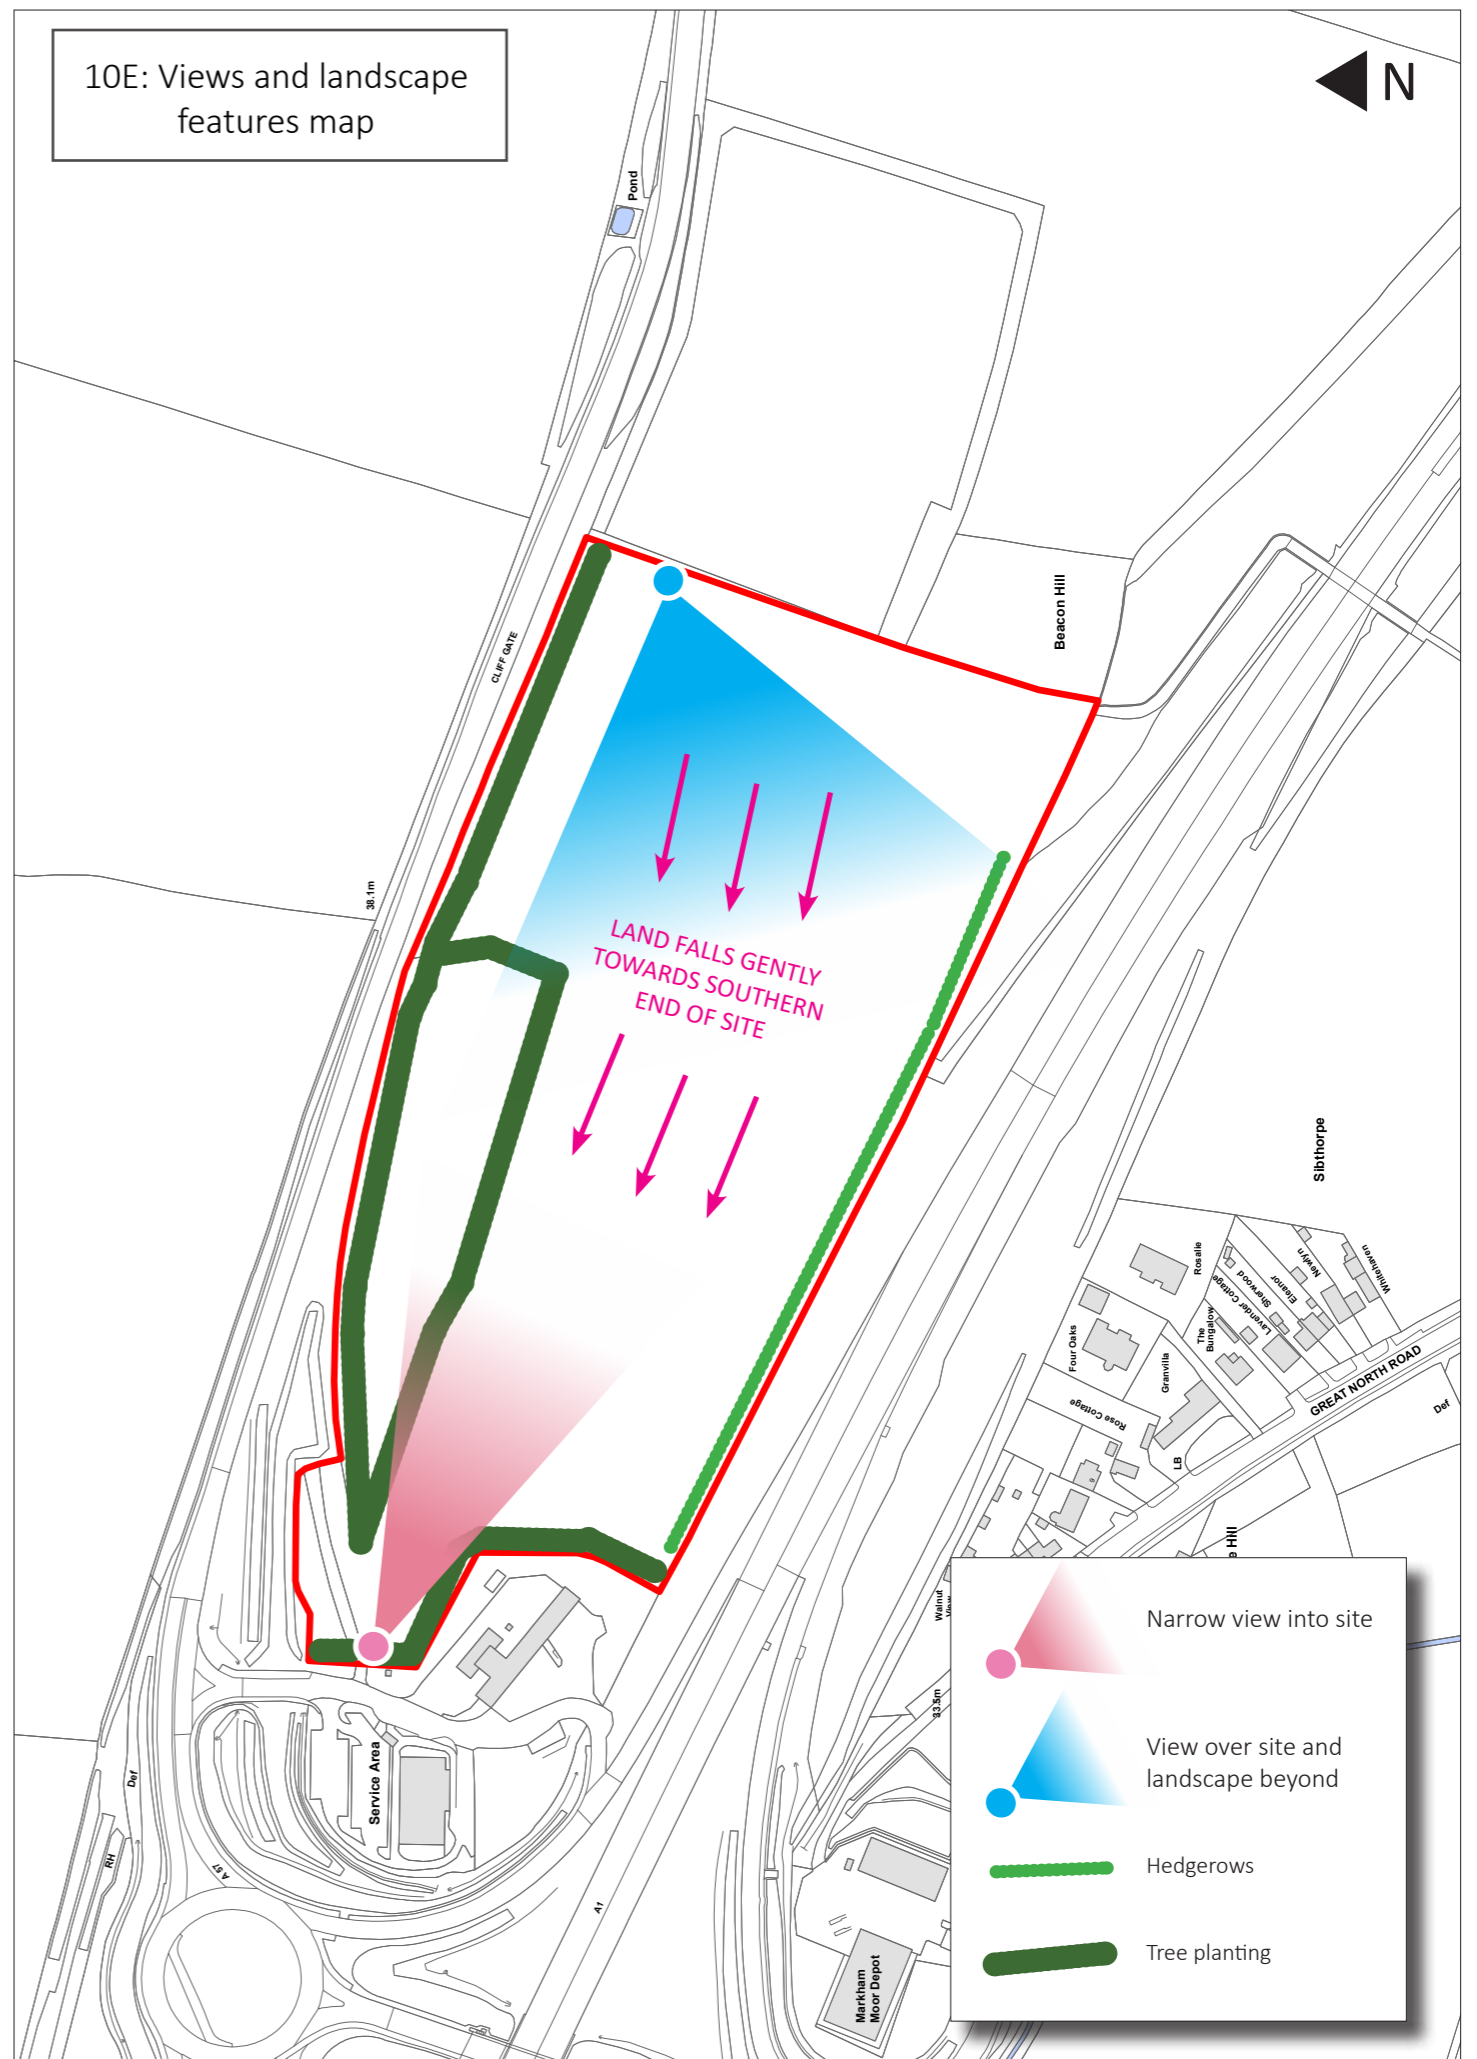 10E: Views and landscape
features map
N
Pond
CLIFF GATE
Beacon Hill
38.1m
LAND FALLS GENTLY
TOWARDS SOUTHERN
END OF SITE
Sibthorpe
Rosalie
Whitehaven
Newlyn
Eleanor
Sherwood
Lavender Cottage
The
Bungalow
Four Oaks
Granvilla
Rose Cottage
GREAT NORTH ROAD
Def
LB
e Hill
Walnut
33.5m
Service Area
Def
RH
A 57
A1
Markham
Moor Depot
Narrow view into site
View over site and
landscape beyond
Hedgerows
Tree planting